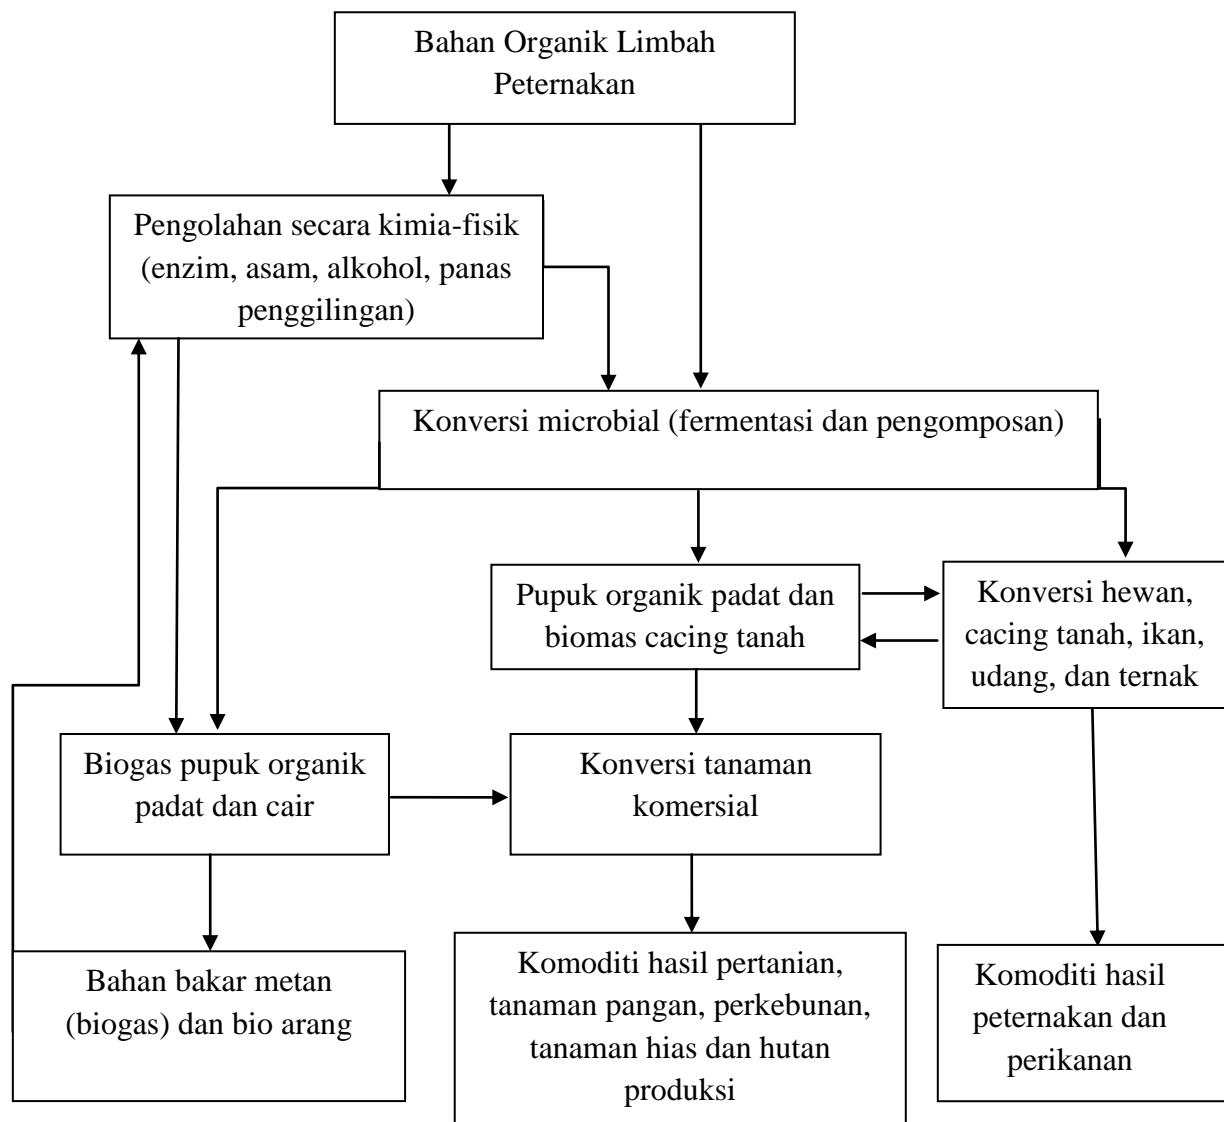 Bahan Organik Limbah
Peternakan
Pengolahan secara kimia-fisik
(enzim, asam, alkohol, panas
penggilingan)
Konversi microbial (fermentasi dan pengomposan)
Pupuk organik padat dan
biomas cacing tanah
Konversi hewan,
cacing tanah, ikan,
udang, dan ternak
Biogas pupuk organik
padat dan cair
Konversi tanaman
komersial
Bahan bakar metan
(biogas) dan bio arang
Komoditi hasil pertanian,
tanaman pangan, perkebunan,
tanaman hias dan hutan
produksi
Komoditi hasil
peternakan dan
perikanan